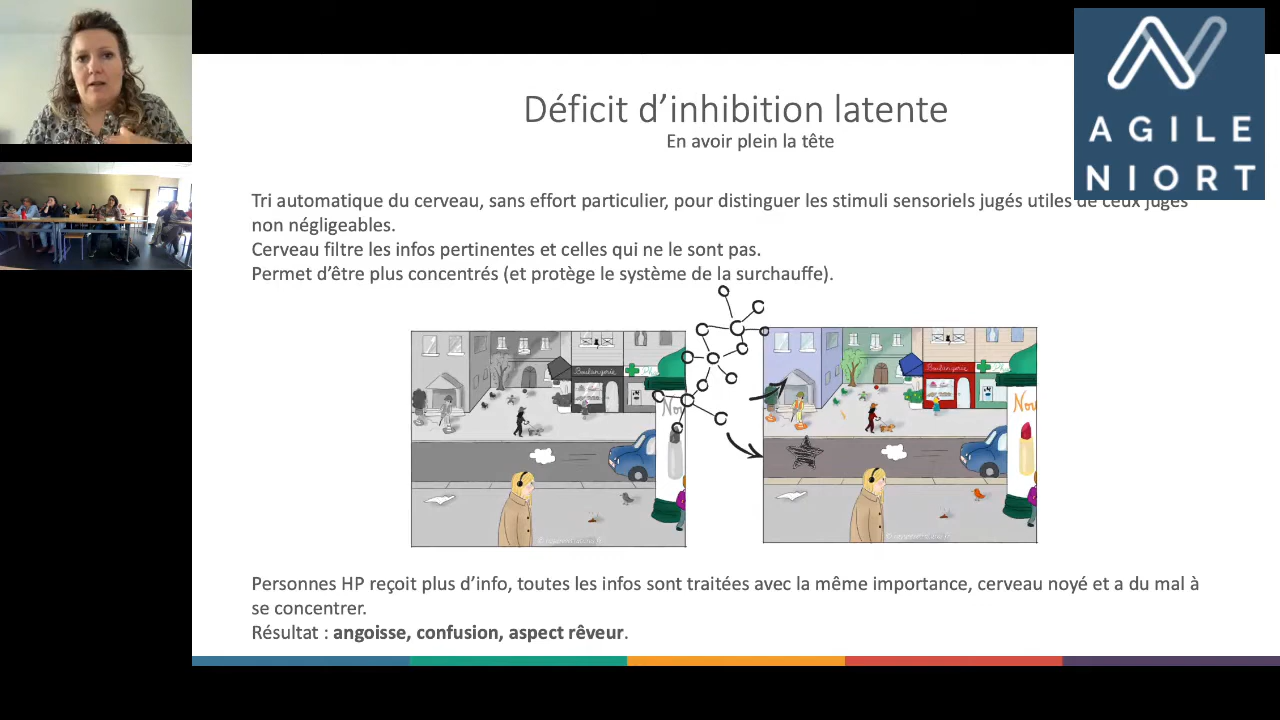 Déficit d’inhibition latente
En avoir plein la tête
AGILE
NIORT
Tri automatique du cerveau, sans effort particulier, pour distinguer les stimuli sensoriels jugés utiles de ceux jugés
non négligeables.
Cerveau filtre les infos pertinentes et celles qui ne le sont pas.
Permet d’être plus concentrés (et protège le système de la surchauffe).
Boulangerie
Nou
Boulangerie
Nou
Personnes HP reçoit plus d’info, toutes les infos sont traitées avec la même importance, cerveau noyé et a du mal à
se concentrer.
Résultat : angoisse, confusion, aspect rêveur.